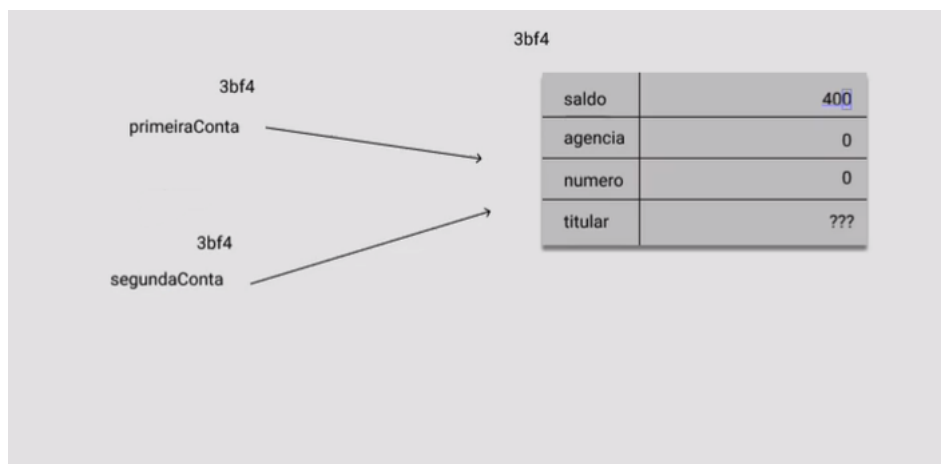 3bf4
3bf4
primeiraConta
3bf4
segundaConta
saldo 400
agencia 0
numero 0
titular ???